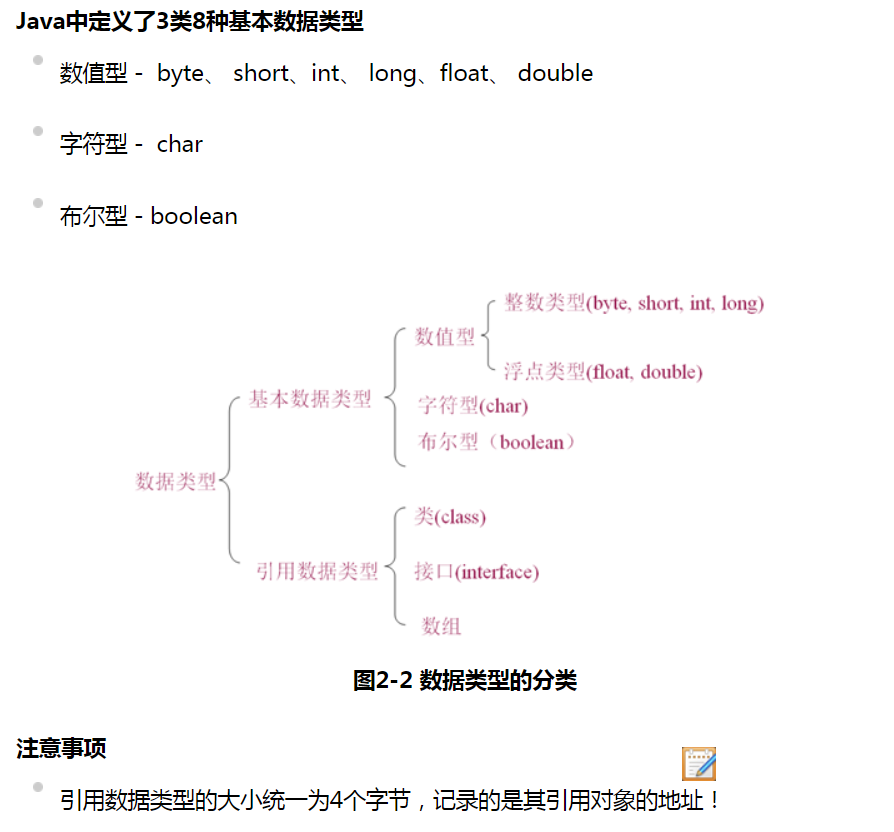 Java中定义了3类8种基本数据类型
数值型 - byte、 short、int、 long、float、 double
字符型 - char
布尔型 - boolean
整数类型(byte, short, int, long)
数值型
浮点类型(float, double)
基本数据类型
字符型(char)
布尔型（boolean）
数据类型
类(class)
引用数据类型
接口(interface)
数组
图2-2 数据类型的分类
注意事项
引用数据类型的大小统一为4个字节，记录的是其引用对象的地址！